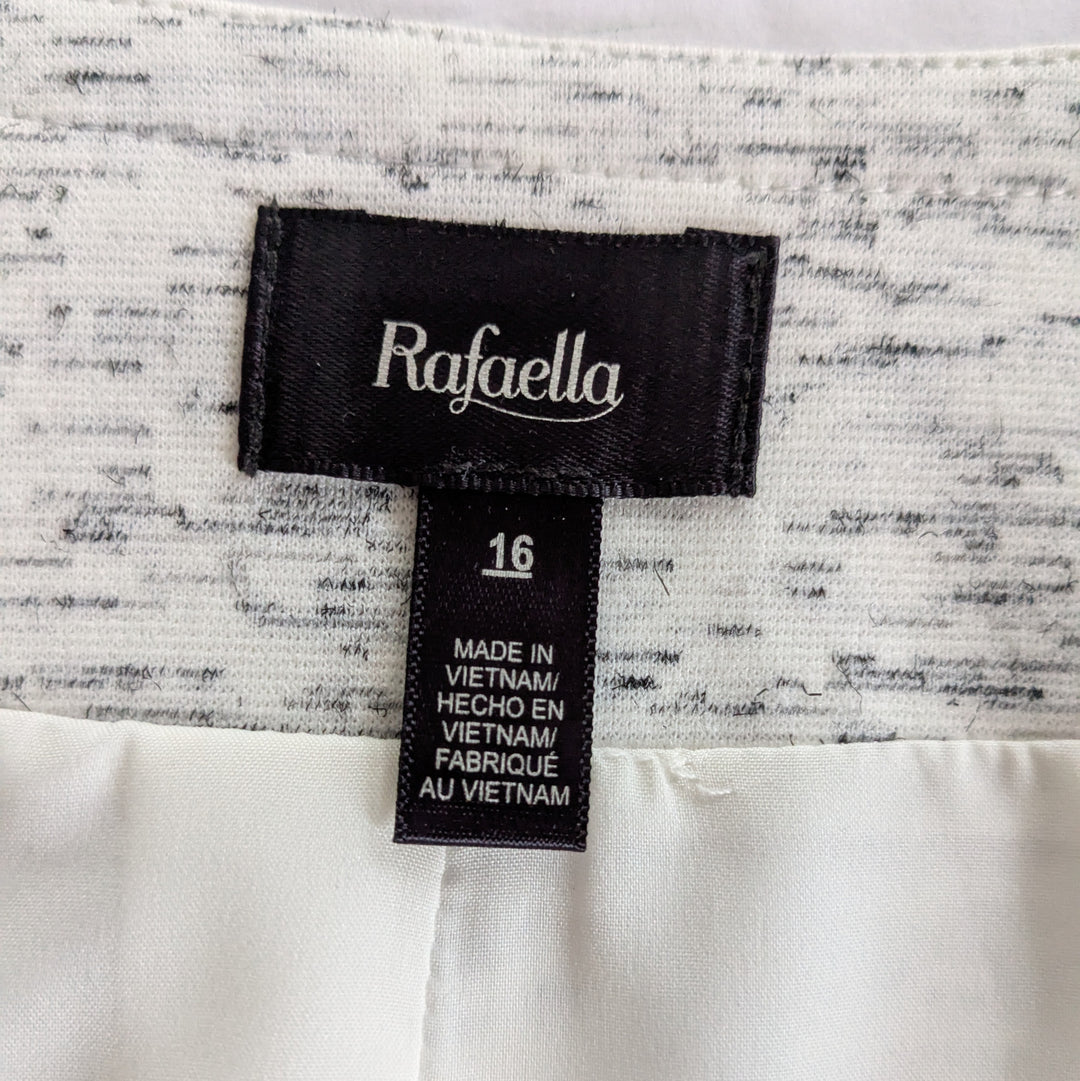 Rafaella
16
MADE IN
VIETNAM/
HECHO EN
VIETNAM/
FABRIQUÉ
AU VIETNAM